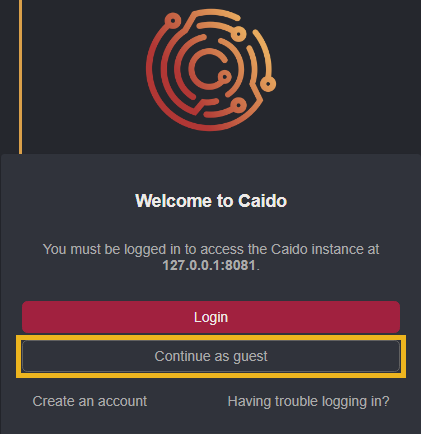 Welcome to Caido
You must be logged in to access the Caido instance at
127.0.0.1:8081.
Login
Continue as guest
Create an account
Having trouble logging in?